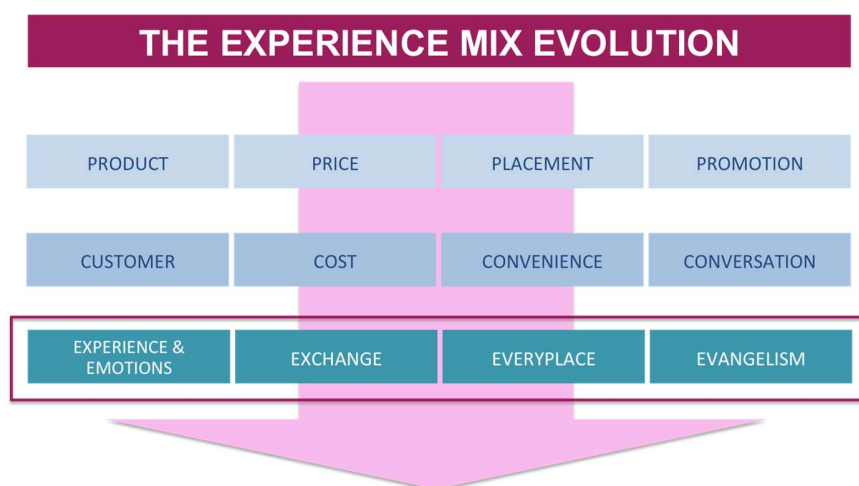 THE EXPERIENCE MIX EVOLUTION
PRODUCT PRICE PLACEMENT PROMOTION
CUSTOMER COST CONVENIENCE CONVERSATION
EXPERIENCE &
EMOTIONS EXCHANGE EVERYPLACE EVANGELISM